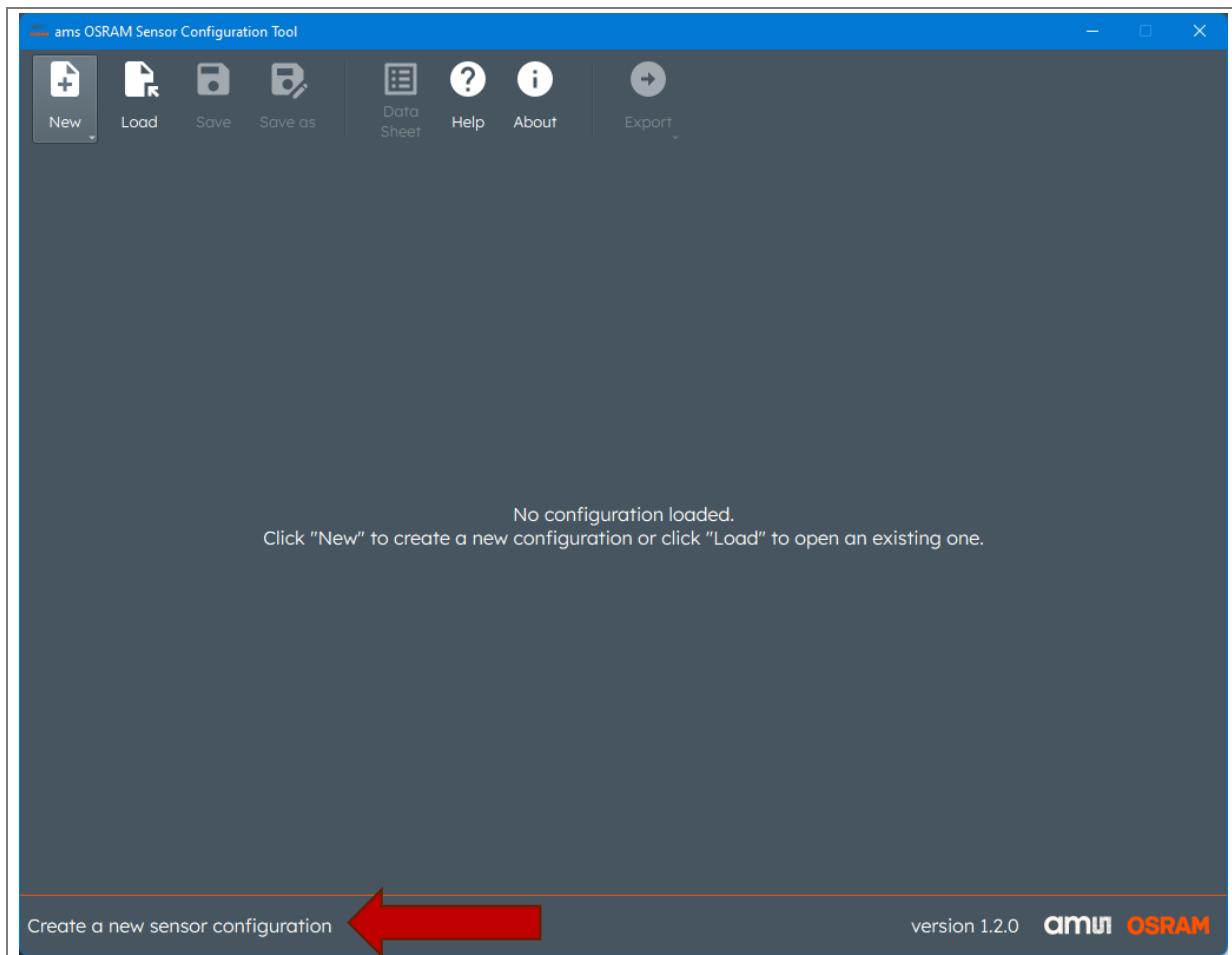 ams OSRAM Sensor Configuration Tool
New
Load
Save
Save as
Data
Sheet
Help
About
Export
No configuration loaded.
Click "New" to create a new configuration or click "Load" to open an existing one.
Create a new sensor configuration
version 1.2.0
amu OSRAM